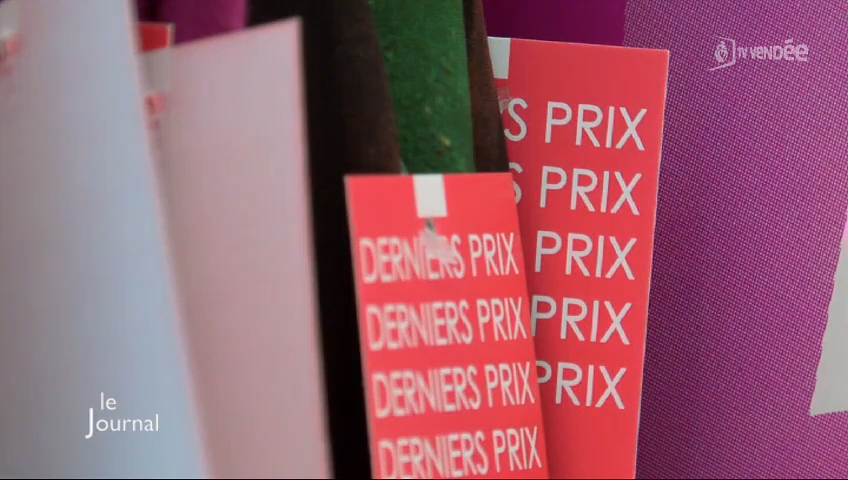 TV VENDÉE
S PRIX
S PRIX
PRIX
PRIX
PRIX
DERNIERS PRIX
DERNIERS PRIX
DERNIERS PRIX
DERNIERS PRIX
le
Journal